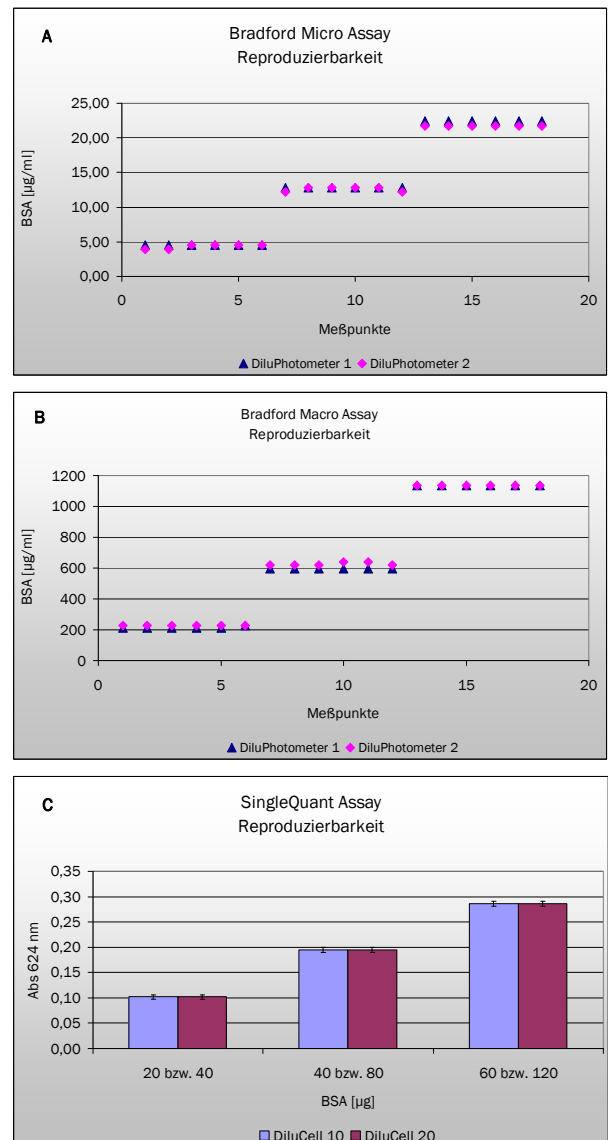 A
Bradford Micro Assay
Reproduzierbarkeit
25,00
20,00
15,00
10,00
5,00
0,00
BSA [µg/ml]
0 5 10 15 20
Meßpunkte
DiluPhotometer 1 DiluPhotometer 2
B
Bradford Macro Assay
Reproduzierbarkeit
1200
1000
800
600
400
200
0
BSA [µg/ml]
0 5 10 15 20
Meßpunkte
DiluPhotometer 1 DiluPhotometer 2
C
SingleQuant Assay
Reproduzierbarkeit
0,35
0,30
0,25
0,20
0,15
0,10
0,05
0,00
Abs 624 nm
20 bzw. 40 40 bzw. 80 60 bzw. 120
BSA [µg]
DiluCell 10 DiluCell 20